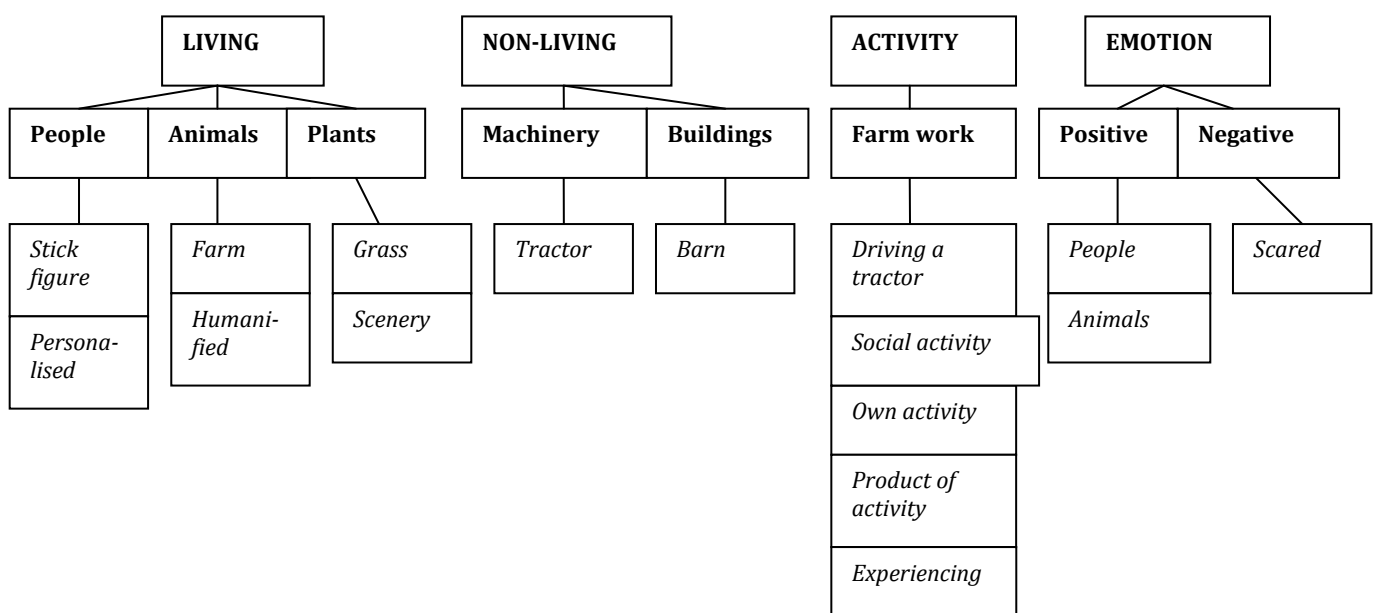 LIVING
NON-LIVING
ACTIVITY
EMOTION
People
Animals
Plants
Machinery
Buildings
Farm work
Positive
Negative
Stick
figure
Persona-
lised
Farm
Humani-
fied
Grass
Scenery
Tractor
Barn
Driving a
tractor
Social activity
Own activity
Product of
activity
Experiencing
People
Animals
Scared